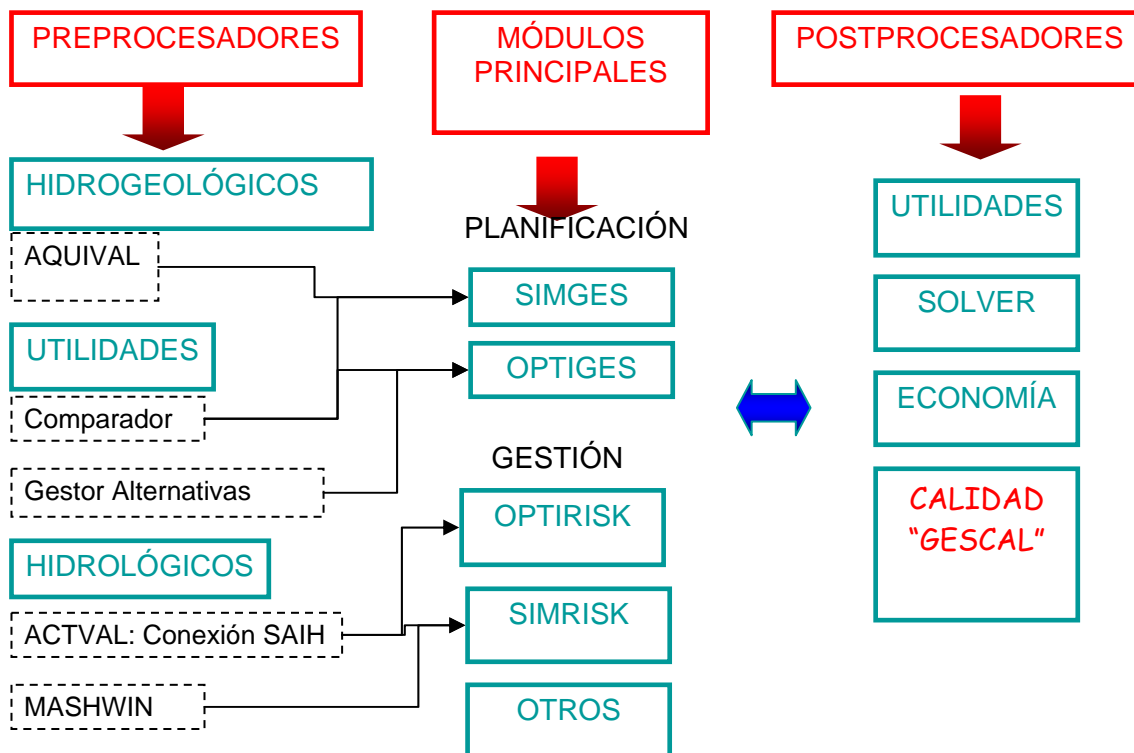 PREPROCESADORES
HIDROGEOLÓGICOS
AQUIVAL
UTILIDADES
Comparador
Gestor Alternativas
HIDROLÓGICOS
ACTVAL: Conexión SAIH
MASHWIN
MÓDULOS
PRINCIPALES
PLANIFICACIÓN
SIMGES
OPTIGES
GESTIÓN
OPTIRISK
SIMRISK
OTROS
POSTPROCESADORES
UTILIDADES
SOLVER
ECONOMÍA
CALIDAD
“GESCAL”